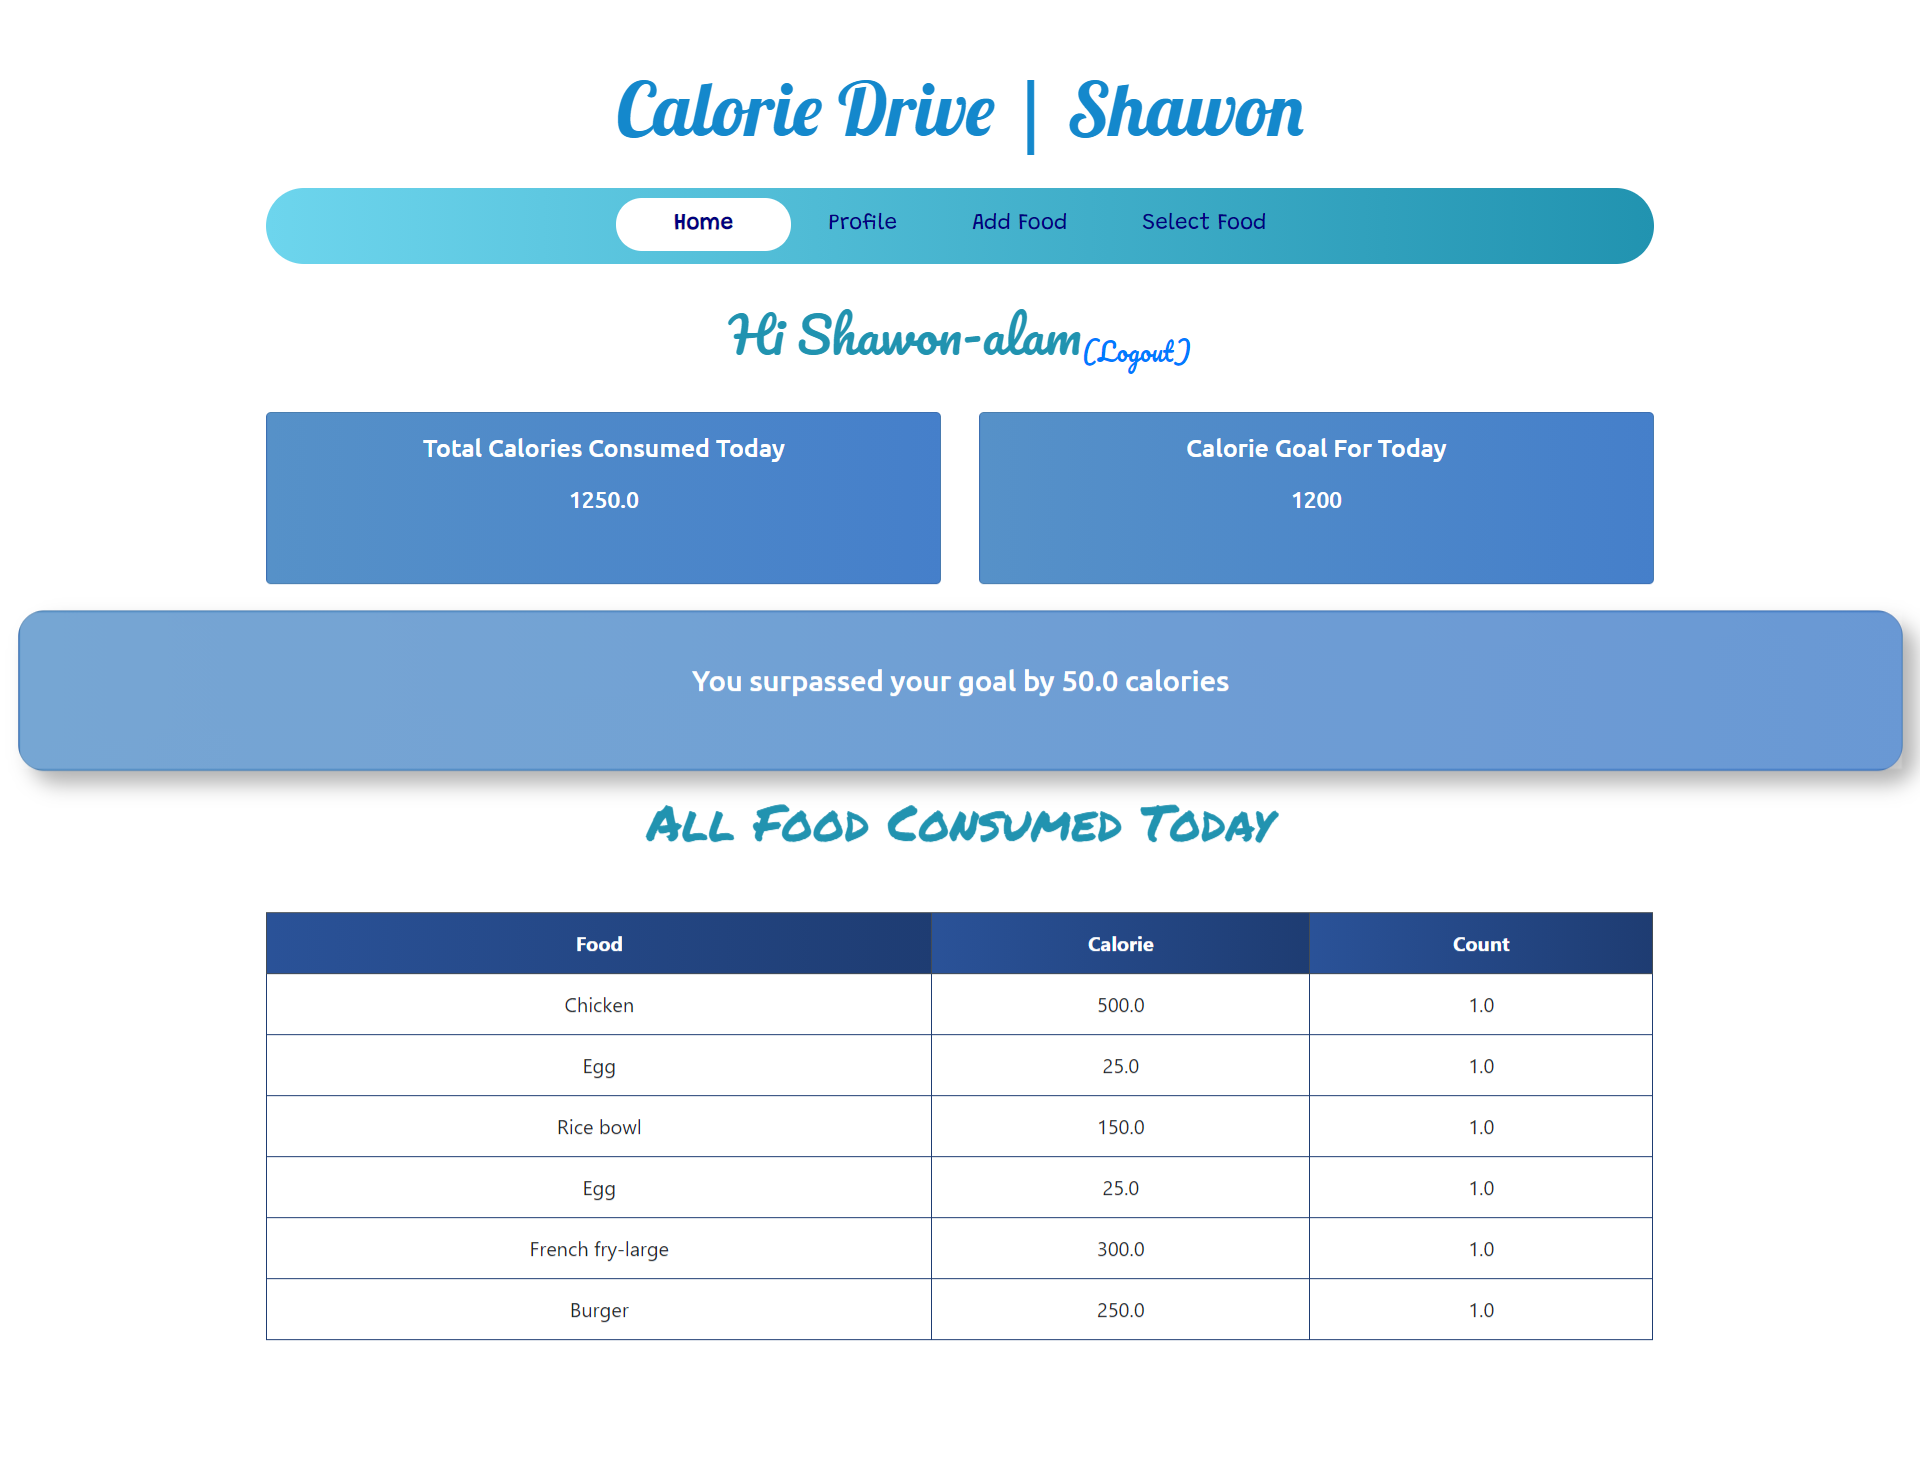 Calorie Drive | Shawon
Home Profile Add Food Select Food
Hi Shawon-alam (Logout)
Total Calories Consumed Today
1250.0
Calorie Goal For Today
1200
You surpassed your goal by 50.0 calories
All Food Consumed Today
Food Calorie Count
Chicken 500.0 1.0
Egg 25.0 1.0
Rice bowl 150.0 1.0
Egg 25.0 1.0
French fry-large 300.0 1.0
Burger 250.0 1.0